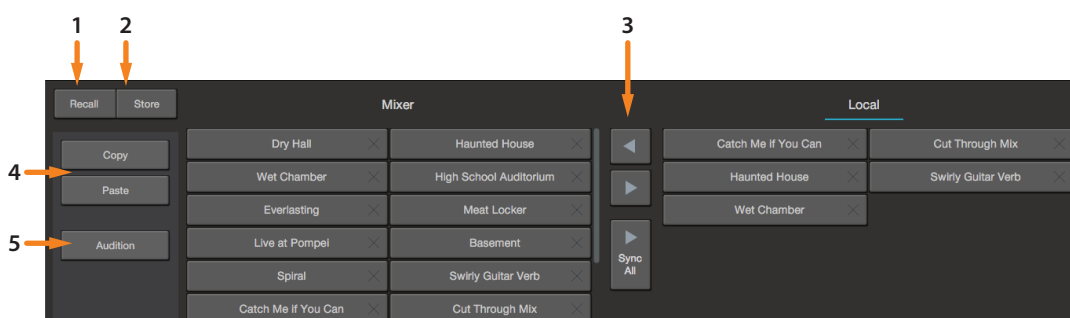 1 2 3
Recall Store Mixer Local
Copy Dry Hall Haunted House Catch Me if You Can Cut Through Mix
4
Paste Wet Chamber High School Auditorium Haunted House Swirly Guitar Verb
Everlasting Meat Locker Wet Chamber
5 Audition Live at Pompei Basement
Sync
All
Spiral Swirly Guitar Verb
Catch Me if You Can Cut Through Mix